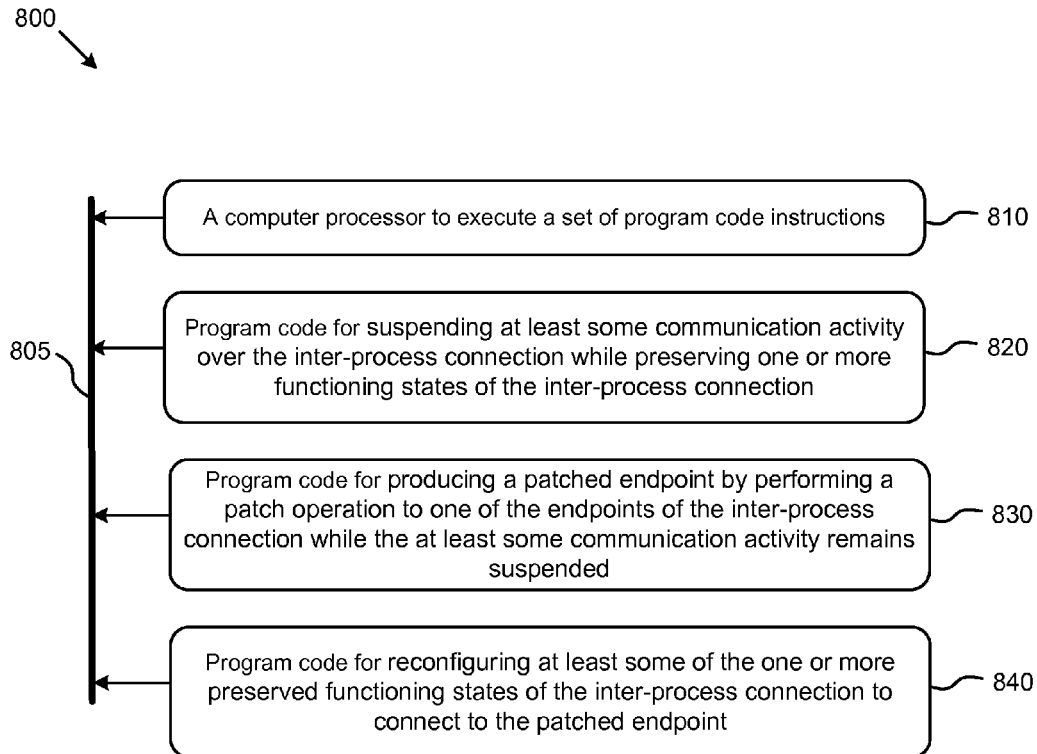 800
A computer processor to execute a set of program code instructions
810
Program code for suspending at least some communication activity
over the inter-process connection while preserving one or more
functioning states of the inter-process connection
820
805
Program code for producing a patched endpoint by performing a
patch operation to one of the endpoints of the inter-process
connection while the at least some communication activity remains
suspended
830
Program code for reconfiguring at least some of the one or more
preserved functioning states of the inter-process connection to
connect to the patched endpoint
840